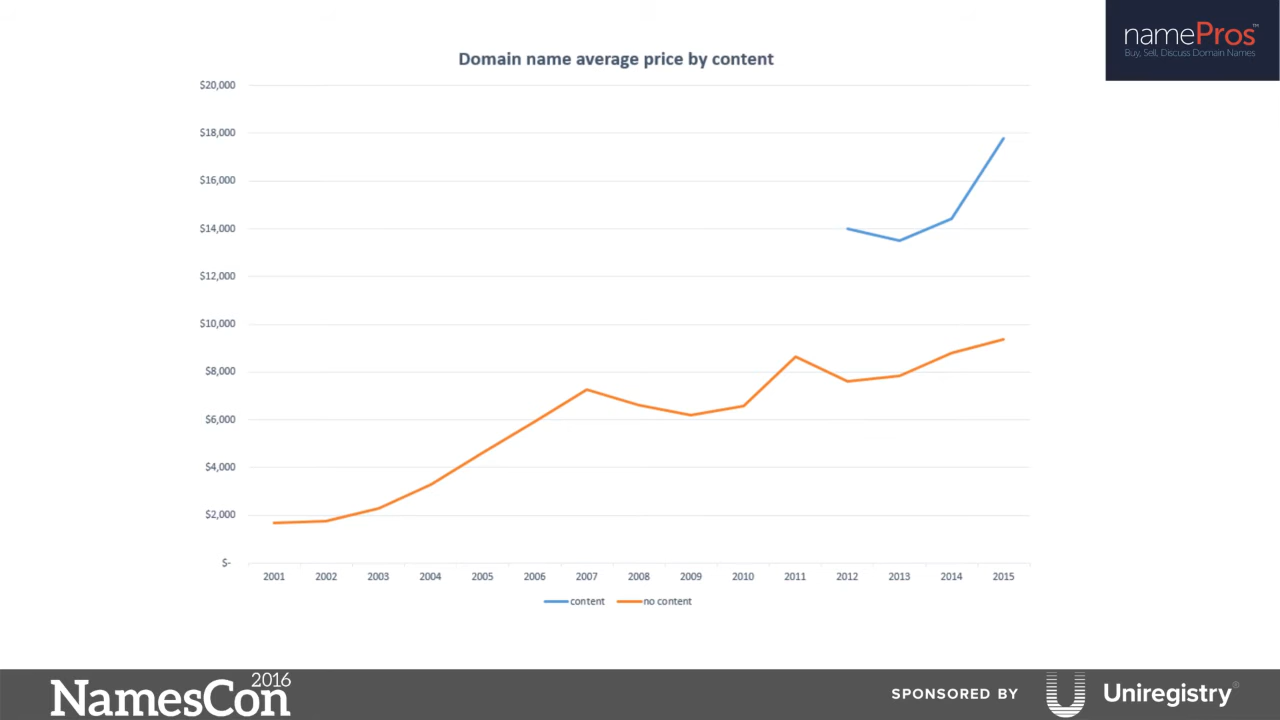 namePros™
Buy, Sell, Discuss Domain Names
Domain name average price by content
$20,000
$18,000
$16,000
$14,000
$12,000
$10,000
$8,000
$6,000
$4,000
$2,000
$-
2001 2002 2003 2004 2005 2006 2007 2008 2009 2010 2011 2012 2013 2014 2015
content no content
NamesCon 2016
SPONSORED BY Uniregistry®